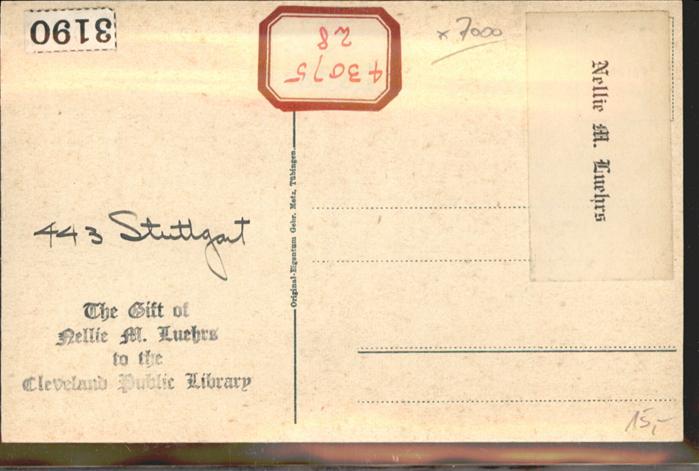 3190
43075
28
x 7000
Nellie M. Luehrs
Original-Eigentum Gebr. Metz, Tübingen.
443 Stuttgart
The Gift of
Nellie M. Luehrs
to the
Cleveland Public Library
15,-